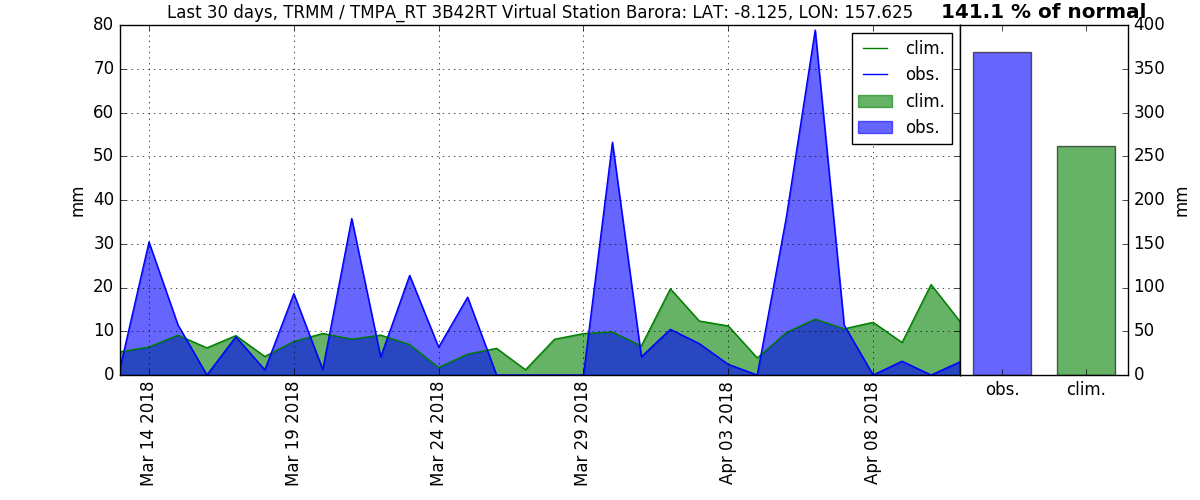 Last 30 days, TRMM / TMPA_RT 3B42RT Virtual Station Barora: LAT: -8.125, LON: 157.625
141.1 % of normal
80
70
60
50
40
30
20
10
0
mm
clim.
obs.
clim.
obs.
Mar 14 2018
Mar 19 2018
Mar 24 2018
Mar 29 2018
Apr 03 2018
Apr 08 2018
400
350
300
250
200
150
100
50
0
mm
obs.
clim.